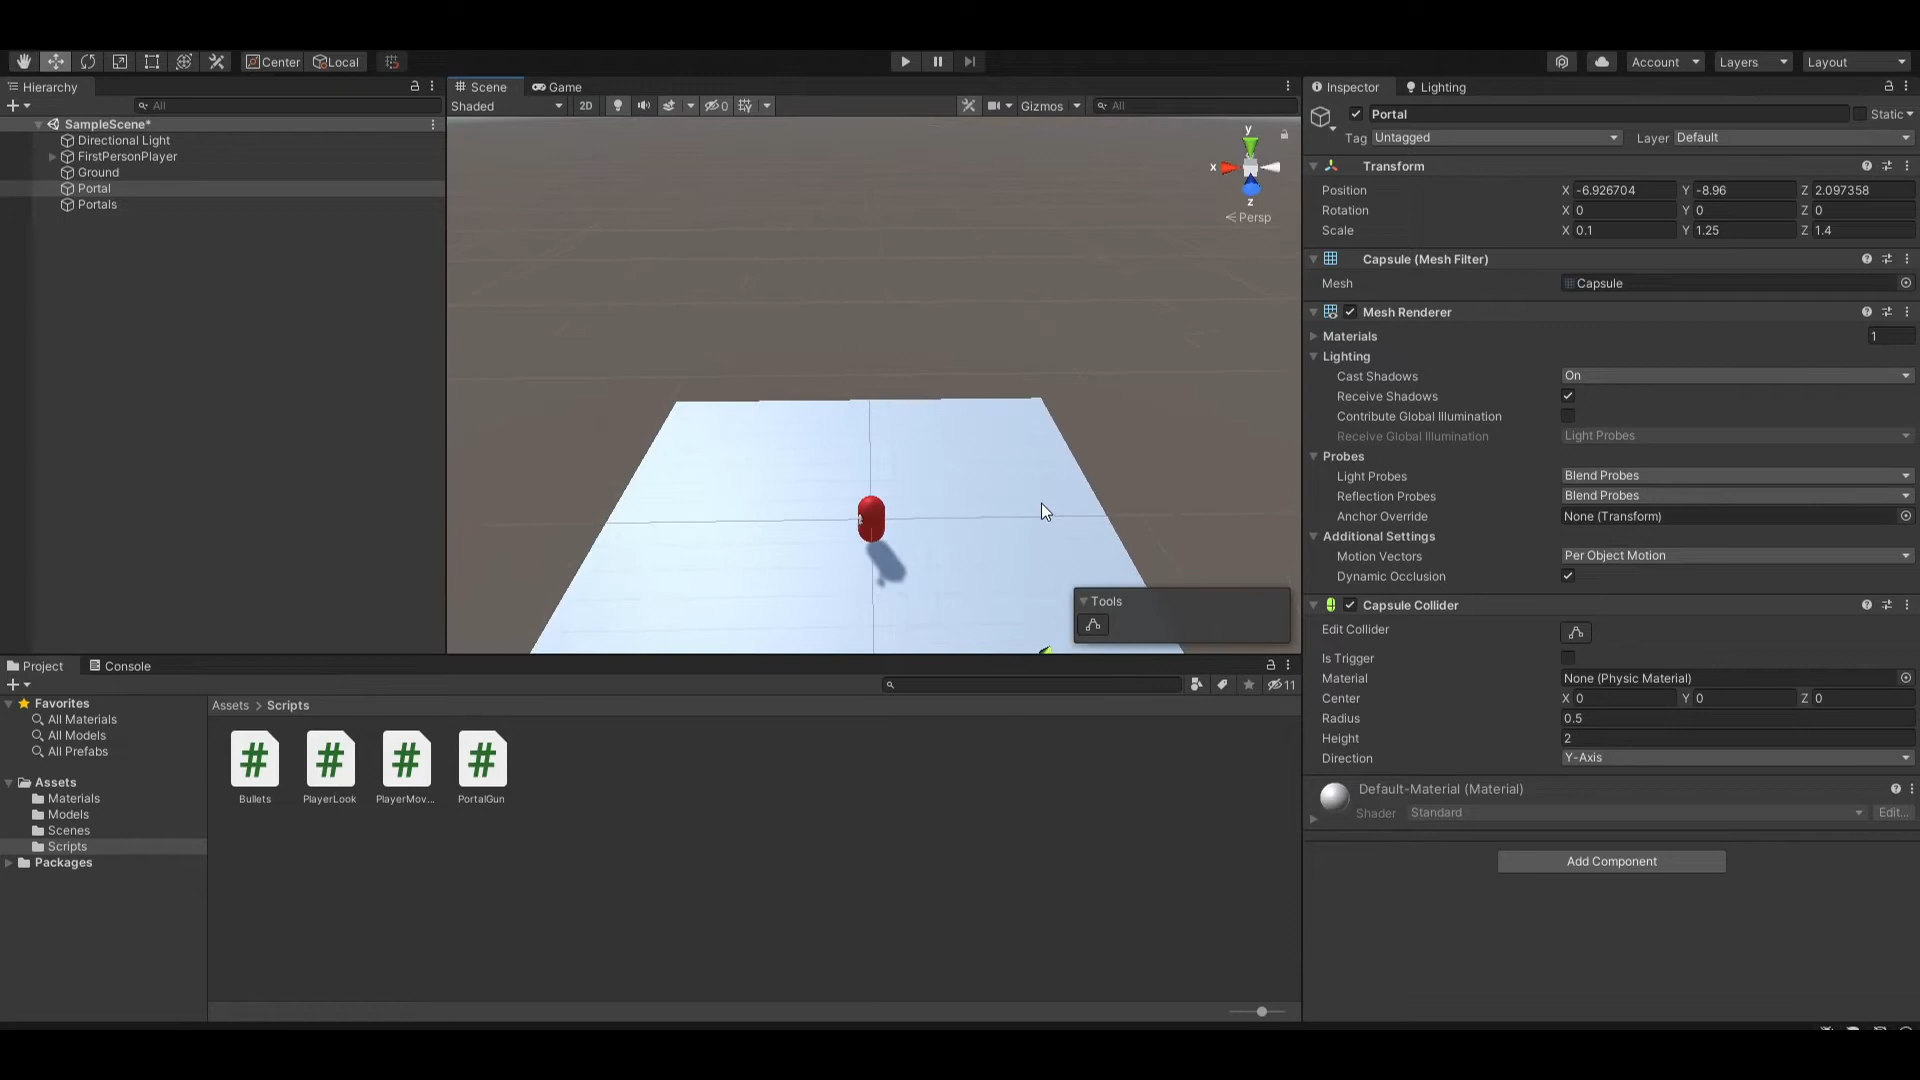 Center
Local
Account
Layers
Layout
Hierarchy
All
SampleScene*
Directional Light
FirstPersonPlayer
Ground
Portal
Portals
Scene
Game
Shaded
2D
0
Gizmos
All
y
x
z
Persp
Tools
Inspector
Lighting
Portal
Static
Tag Untagged
Layer Default
Transform
Position X -6.926704 Y -8.96 Z 2.097358
Rotation X 0 Y 0 Z 0
Scale X 0.1 Y 1.25 Z 1.4
Capsule (Mesh Filter)
Mesh Capsule
Mesh Renderer
Materials 1
Lighting
Cast Shadows On
Receive Shadows
Contribute Global Illumination
Receive Global Illumination Light Probes
Probes
Light Probes Blend Probes
Reflection Probes Blend Probes
Anchor Override None (Transform)
Additional Settings
Motion Vectors Per Object Motion
Dynamic Occlusion
Capsule Collider
Edit Collider
Is Trigger
Material None (Physic Material)
Center X 0 Y 0 Z 0
Radius 0.5
Height 2
Direction Y-Axis
Default-Material (Material)
Shader Standard Edit...
Add Component
Project
Console
11
Favorites
All Materials
All Models
All Prefabs
Assets
Materials
Models
Scenes
Scripts
Packages
Assets > Scripts
Bullets
PlayerLook
PlayerMov...
PortalGun